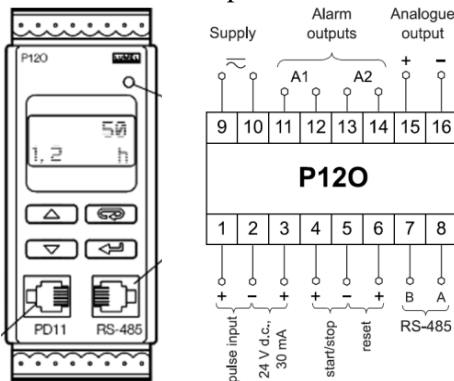 P12O
LUMEL
50
1,2 h
PD11 RS-485
Supply
Alarm outputs
Analogue output
A1 A2
+ -
9 10 11 12 13 14 15 16
P12O
1 2 3 4 5 6 7 8
+ - + + - + B A
pulse input
24 V d.c., 30 mA
start/stop
reset
RS-485